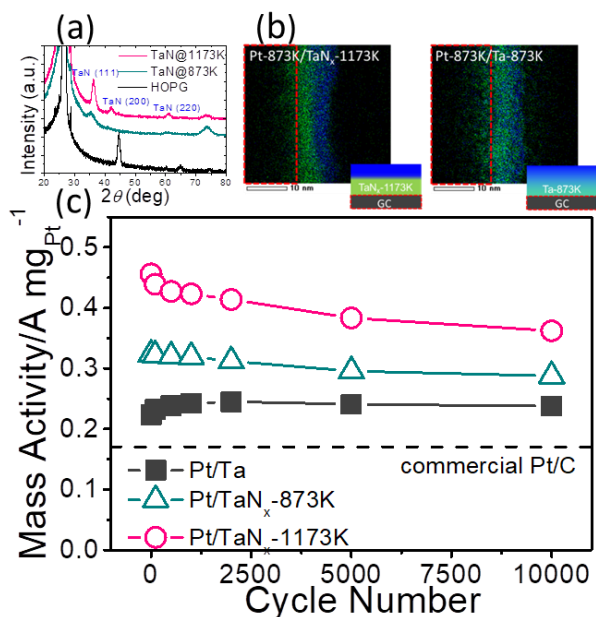 (a)
TaN@1173K
TaN@873K
HOPG
TaN (111)
TaN (200)
TaN (220)
Intensity (a.u.)
20 30 40 50 60 70 80
2θ (deg)
(b)
Pt-873K/TaNₓ-1173K
10 nm
TaNₓ-1173K
GC
Pt-873K/Ta-873K
10 nm
Ta-873K
GC
(c)
Mass Activity/A mg_Pt⁻¹
0.5
0.4
0.3
0.2
0.1
0.0
commercial Pt/C
Pt/Ta
Pt/TaNₓ-873K
Pt/TaNₓ-1173K
0 2500 5000 7500 10000
Cycle Number